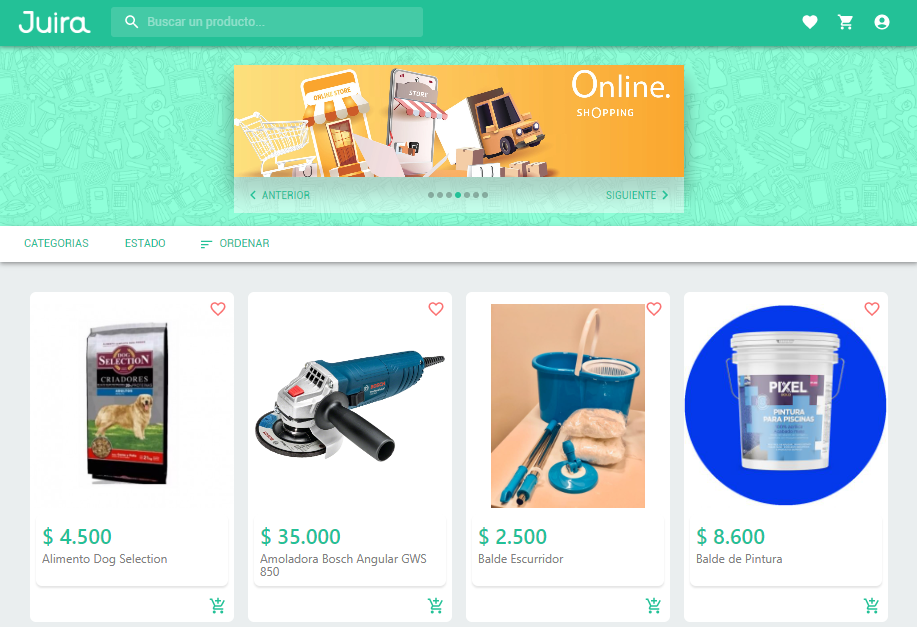 Juira
Buscar un producto...
ONLINE STORE
STORE
Online.
SHOPPING
ANTERIOR
SIGUIENTE
CATEGORIAS
ESTADO
ORDENAR
DOG
SELECTION
CRIADORES
BOSCH
PIXEL
PINTURA
PARA PISCINAS
$ 4.500
Alimento Dog Selection
$ 35.000
Amoladora Bosch Angular GWS
850
$ 2.500
Balde Escurridor
$ 8.600
Balde de Pintura